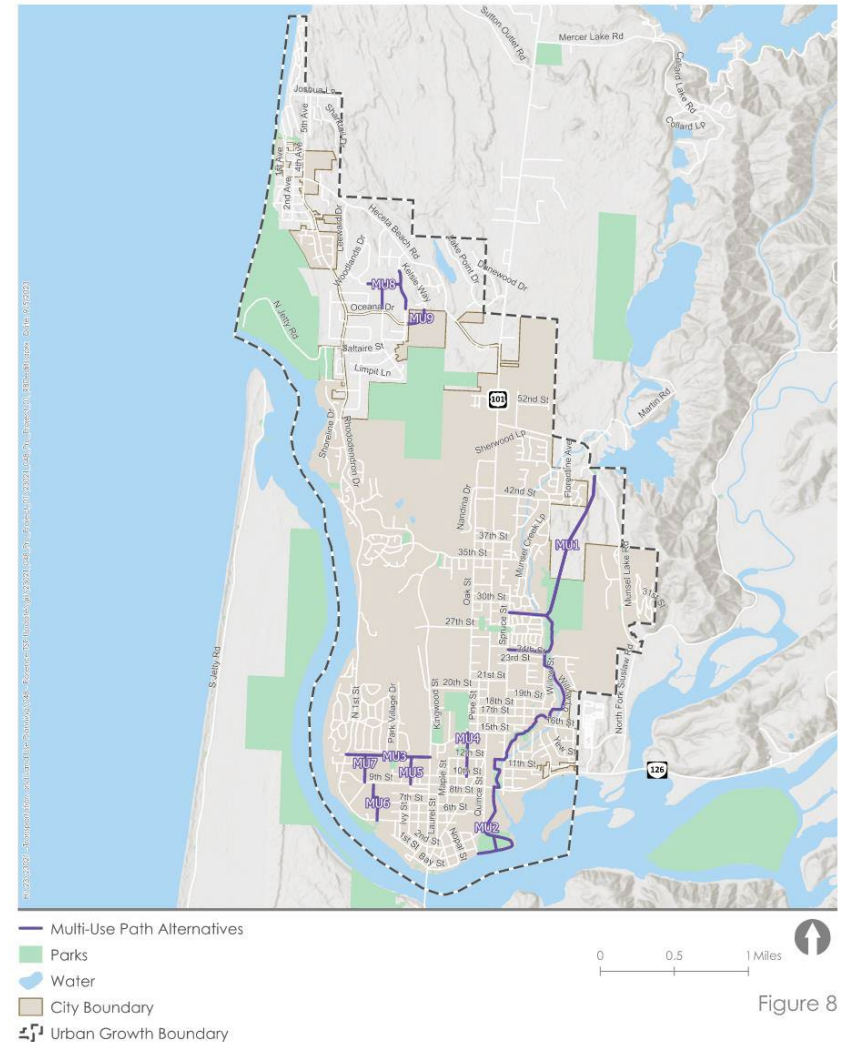 Sutton Outlet Rd
Mercer Lake Rd
Collard Lake Rd
Collard Lp
Joshua Ln
5th Ave
4th Ave
1st Ave
2nd Ave
Leeward Dr
Heceta Beach Rd
Woodlands Dr
Kelsie Way
Lake Point Dr
Danewood Dr
MU8
Oceana Dr
MU9
N Jetty Rd
Saltaire St
Limpit Ln
101
52nd St
Martin Rd
Shoreline Dr
Rhododendron Dr
Sherwood Lp
Florentine Ave
42nd St
Nandina Dr
Munsel Creek Lp
MU1
37th St
35th St
Oak St
Munsel Lake Rd
30th St
31st St
27th St
Spruce St
24th St
23rd St
Willow St
North Fork Siuslaw Rd
S Jetty Rd
21st St
20th St
19th St
18th St
17th St
16th St
15th St
N 1st St
Park Village Dr
Kingwood St
Pine St
MU4
12th St
Yew St
11th St
MU3
MU7
MU5
10th St
9th St
126
Maple St
8th St
Quince St
MU6
7th St
6th St
Ivy St
Laurel St
MU2
2nd St
1st St
Bay St
Nopal St
Multi-Use Path Alternatives
Parks
Water
City Boundary
Urban Growth Boundary
0 0.5 1 Miles
Figure 8